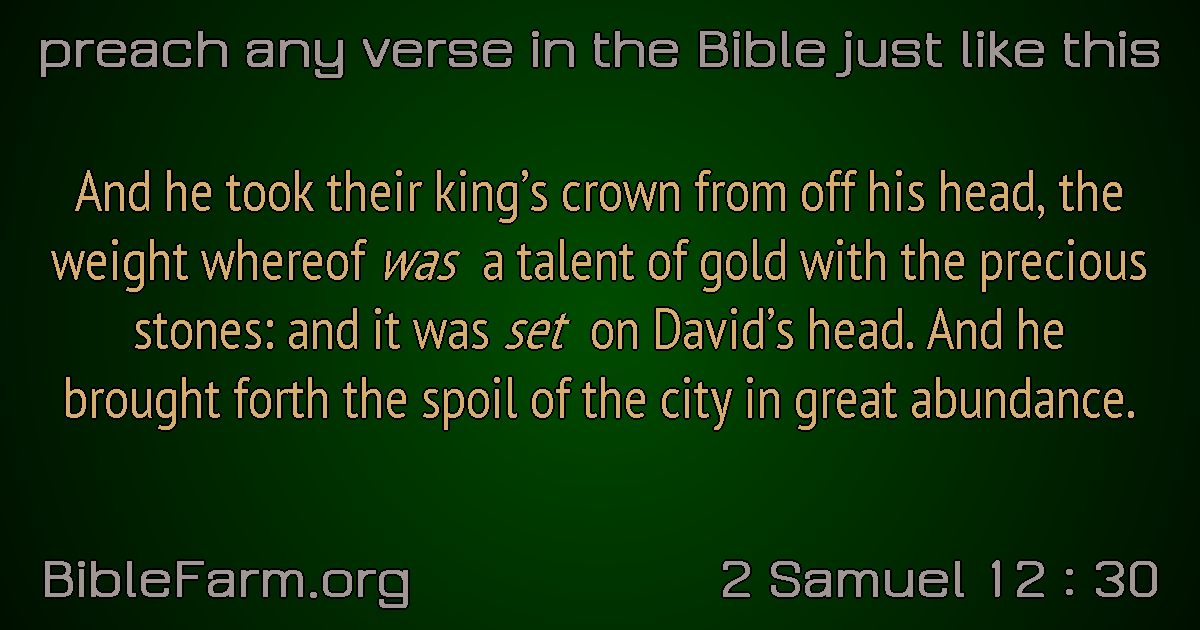 preach any verse in the Bible just like this
And he took their king’s crown from off his head, the
weight whereof was a talent of gold with the precious
stones: and it was set on David’s head. And he
brought forth the spoil of the city in great abundance.
BibleFarm.org
2 Samuel 12 : 30